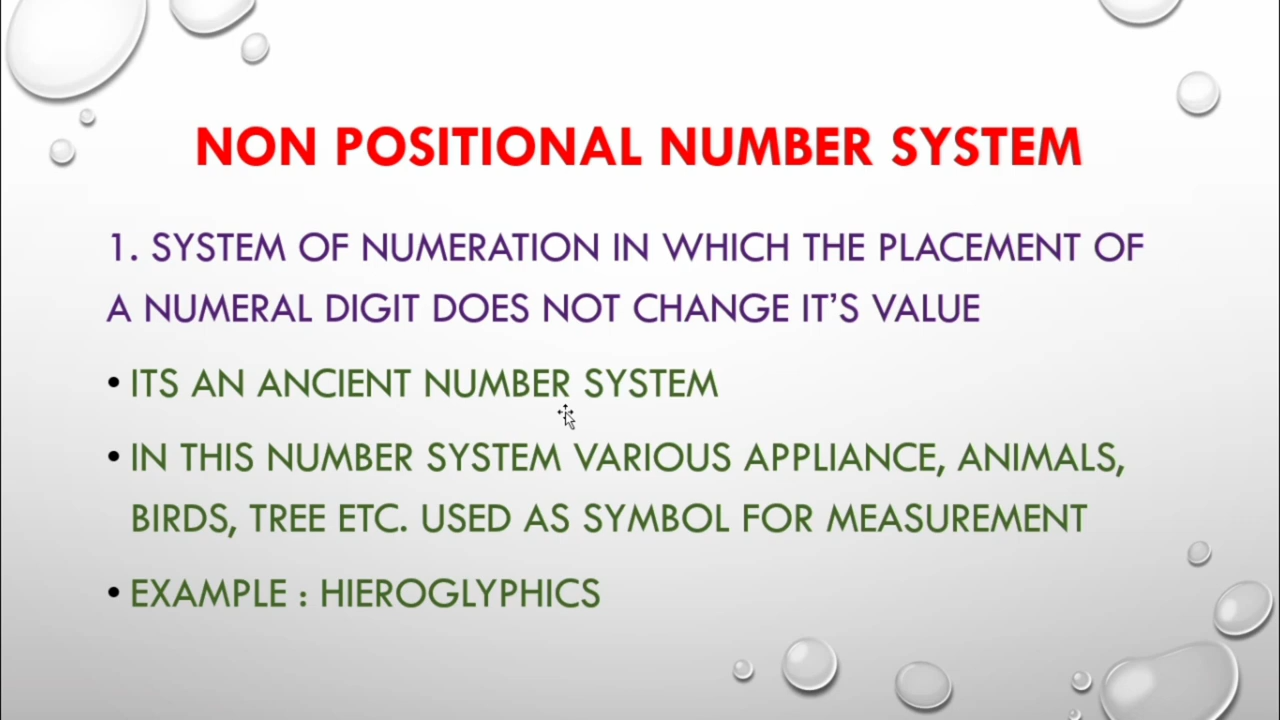 NON POSITIONAL NUMBER SYSTEM
1. SYSTEM OF NUMERATION IN WHICH THE PLACEMENT OF
A NUMERAL DIGIT DOES NOT CHANGE IT’S VALUE
• ITS AN ANCIENT NUMBER SYSTEM
• IN THIS NUMBER SYSTEM VARIOUS APPLIANCE, ANIMALS,
BIRDS, TREE ETC. USED AS SYMBOL FOR MEASUREMENT
• EXAMPLE : HIEROGLYPHICS